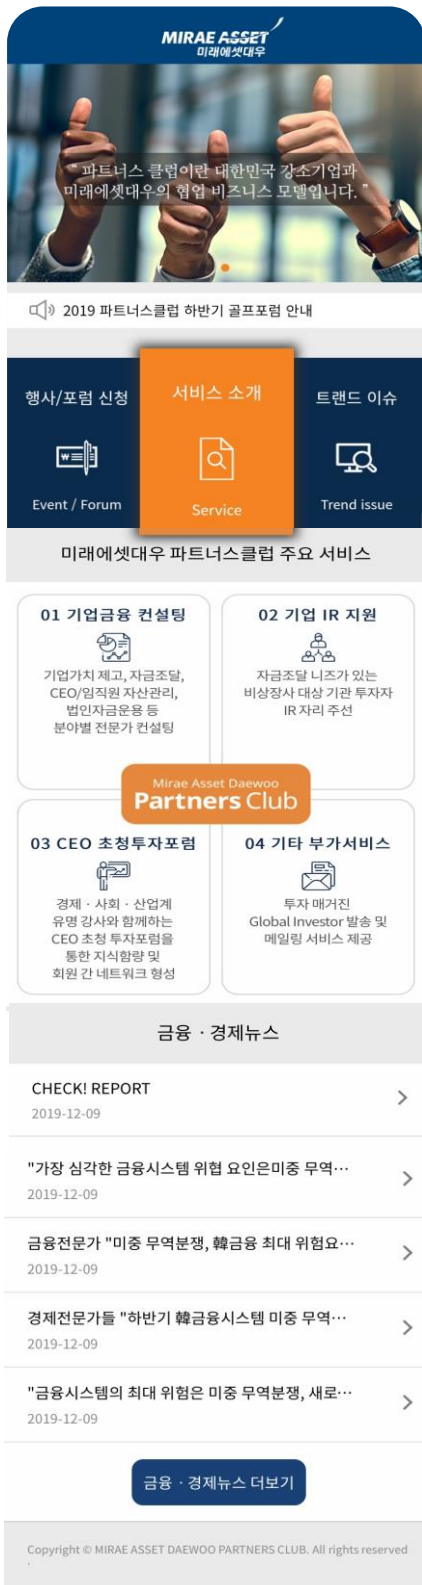 MIRAE ASSET
미래에셋대우
“ 파트너스 클럽이란 대한민국 강소기업과
미래에셋대우의 협업 비즈니스 모델입니다. ”
2019 파트너스클럽 하반기 골프포럼 안내
행사/포럼 신청
Event / Forum
서비스 소개
Service
트랜드 이슈
Trend issue
미래에셋대우 파트너스클럽 주요 서비스
01 기업금융 컨설팅
기업가치 제고, 자금조달,
CEO/임직원 자산관리,
법인자금운용 등
분야별 전문가 컨설팅
02 기업 IR 지원
자금조달 니즈가 있는
비상장사 대상 기관 투자자
IR 자리 주선
Mirae Asset Daewoo
Partners Club
03 CEO 초청투자포럼
경제 · 사회 · 산업계
유명 강사와 함께하는
CEO 초청 투자포럼을
통한 지식함량 및
회원 간 네트워크 형성
04 기타 부가서비스
투자 매거진
Global Investor 발송 및
메일링 서비스 제공
금융 · 경제뉴스
CHECK! REPORT
2019-12-09
"가장 심각한 금융시스템 위협 요인은미중 무역…
2019-12-09
금융전문가 "미중 무역분쟁, 韓금융 최대 위험요…
2019-12-09
경제전문가들 "하반기 韓금융시스템 미중 무역…
2019-12-09
"금융시스템의 최대 위험은 미중 무역분쟁, 새로…
2019-12-09
금융 · 경제뉴스 더보기
Copyright © MIRAE ASSET DAEWOO PARTNERS CLUB. All rights reserved
.